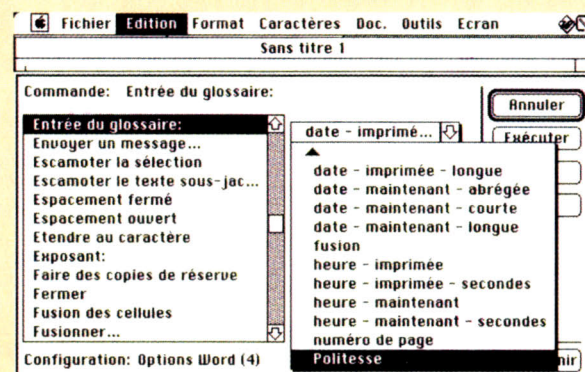 Fichier Edition Format Caractères Doc. Outils Ecran
Sans titre 1
Commande: Entrée du glossaire:
Annuler
Entrée du glossaire:
date - imprimé...
Exécuter
Envoyer un message...
Escamoter la sélection
Escamoter le texte sous-jac...
Espacement fermé
Espacement ouvert
Etendre au caractère
Exposant:
Faire des copies de réserve
Fermer
Fusion des cellules
Fusionner...
date - imprimée - longue
date - maintenant - abrégée
date - maintenant - courte
date - maintenant - longue
fusion
heure - imprimée
heure - imprimée - secondes
heure - maintenant
heure - maintenant - secondes
numéro de page
Politesse
Configuration: Options Word (4)